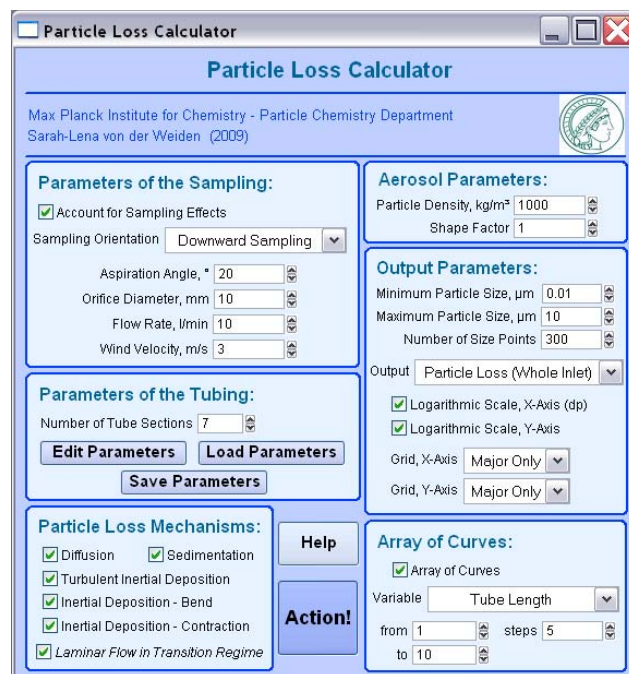 Particle Loss Calculator
Particle Loss Calculator
Max Planck Institute for Chemistry - Particle Chemistry Department
Sarah-Lena von der Weiden (2009)
Parameters of the Sampling:
Account for Sampling Effects
Sampling Orientation Downward Sampling
Aspiration Angle, ° 20
Orifice Diameter, mm 10
Flow Rate, l/min 10
Wind Velocity, m/s 3
Parameters of the Tubing:
Number of Tube Sections 7
Edit Parameters Load Parameters
Save Parameters
Particle Loss Mechanisms:
Diffusion Sedimentation
Turbulent Inertial Deposition
Inertial Deposition - Bend
Inertial Deposition - Contraction
Laminar Flow in Transition Regime
Help
Action!
Aerosol Parameters:
Particle Density, kg/m³ 1000
Shape Factor 1
Output Parameters:
Minimum Particle Size, µm 0.01
Maximum Particle Size, µm 10
Number of Size Points 300
Output Particle Loss (Whole Inlet)
Logarithmic Scale, X-Axis (dp)
Logarithmic Scale, Y-Axis
Grid, X-Axis Major Only
Grid, Y-Axis Major Only
Array of Curves:
Array of Curves
Variable Tube Length
from 1 steps 5
to 10